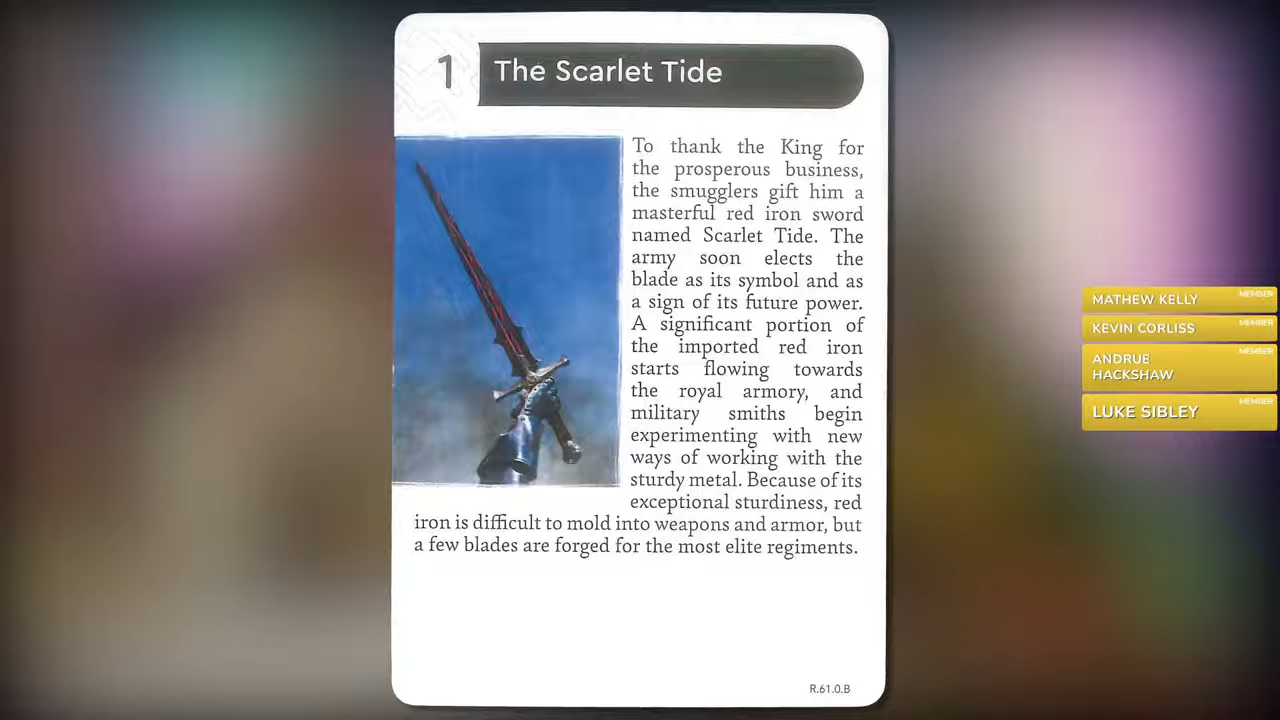 1
The Scarlet Tide
To thank the King for
the prosperous business,
the smugglers gift him a
masterful red iron sword
named Scarlet Tide. The
army soon elects the
blade as its symbol and as
a sign of its future power.
A significant portion of
the imported red iron
starts flowing towards
the royal armory, and
military smiths begin
experimenting with new
ways of working with the
sturdy metal. Because of its
exceptional sturdiness, red
iron is difficult to mold into weapons and armor, but
a few blades are forged for the most elite regiments.
R.61.0.B
MATHEW KELLY
MEMBER
KEVIN CORLISS
MEMBER
ANDRUE
HACKSHAW
MEMBER
LUKE SIBLEY
MEMBER